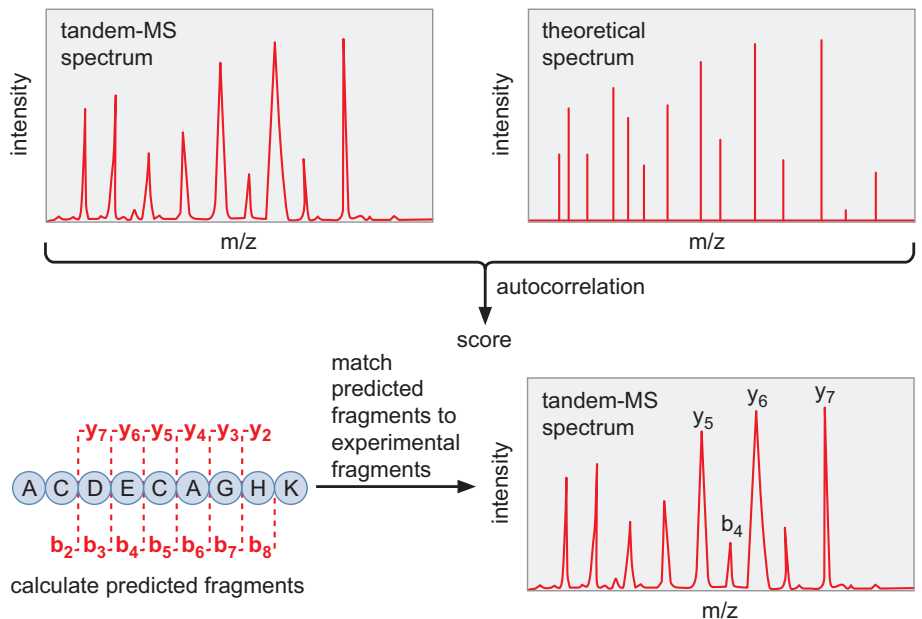 tandem-MS
spectrum
intensity
m/z
theoretical
spectrum
intensity
m/z
autocorrelation
score
match
predicted
fragments to
experimental
fragments
-y₇ -y₆ -y₅ -y₄ -y₃ -y₂
A C D E C A G H K
b₂ b₃ b₄ b₅ b₆ b₇ b₈
calculate predicted fragments
tandem-MS
spectrum
y₅
b₄
y₆
y₇
intensity
m/z